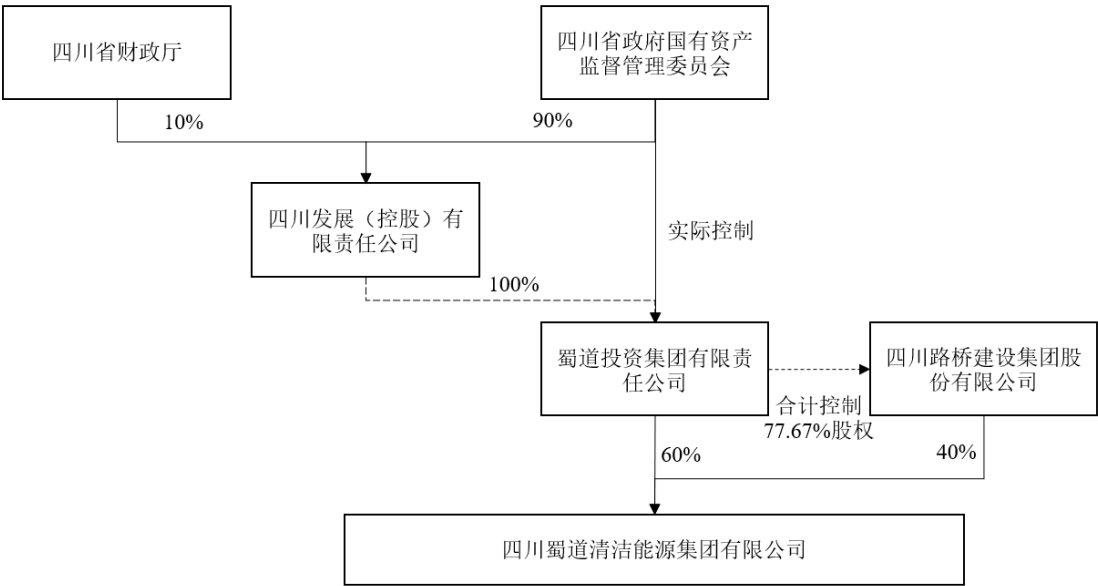 四川省财政厅
四川省政府国有资产
监督管理委员会
10%
90%
四川发展（控股）有
限责任公司
实际控制
100%
蜀道投资集团有限责
任公司
四川路桥建设集团股
份有限公司
合计控制
77.67%股权
60%
40%
四川蜀道清洁能源集团有限公司